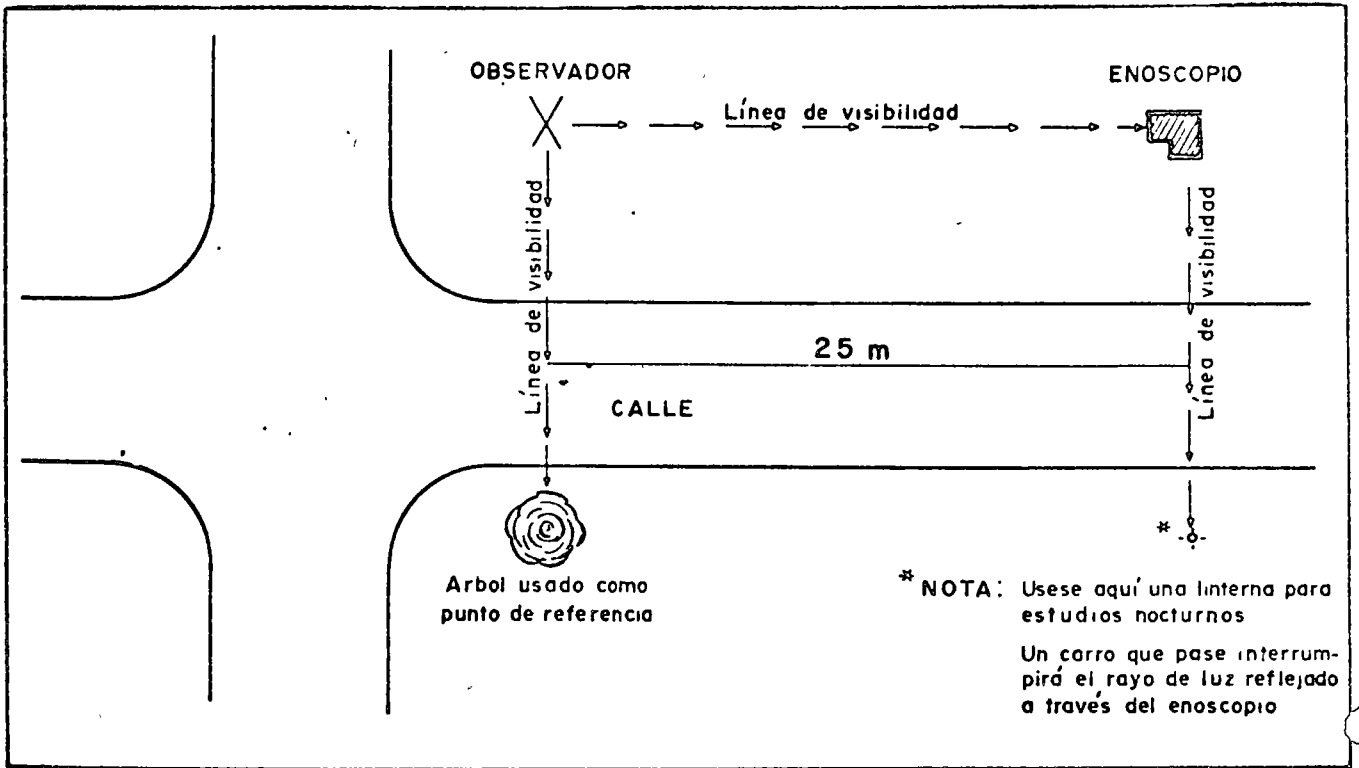 OBSERVADOR
ENOSCOPIO
Línea de visibilidad
Línea de visibilidad
Línea de visibilidad
25 m
CALLE
Arbol usado como
punto de referencia
*
* NOTA: Usese aquí una linterna para
estudios nocturnos
Un carro que pase interrum-
pirá el rayo de luz reflejado
a través del enoscopio